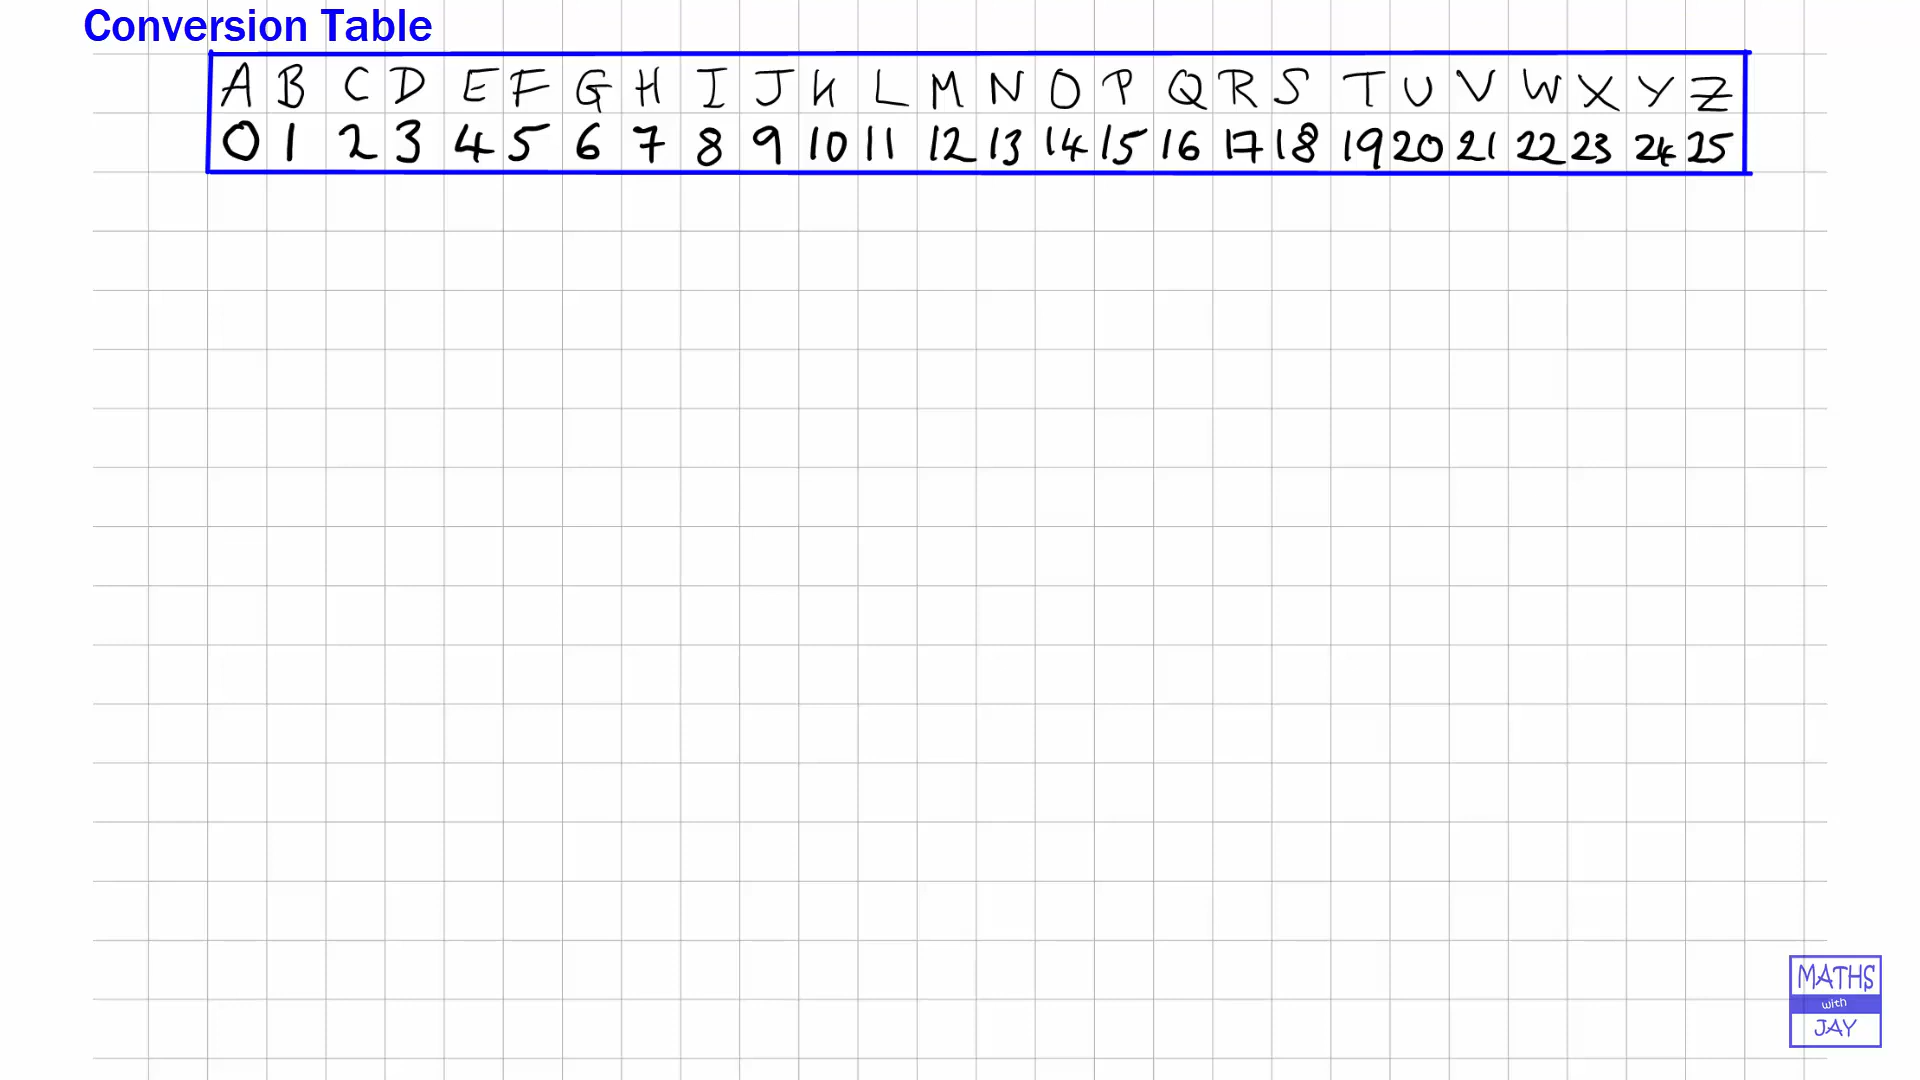 Conversion Table
A B C D E F G H I J K L M N O P Q R S T U V W X Y Z
0 1 2 3 4 5 6 7 8 9 10 11 12 13 14 15 16 17 18 19 20 21 22 23 24 25
MATHS
with
JAY